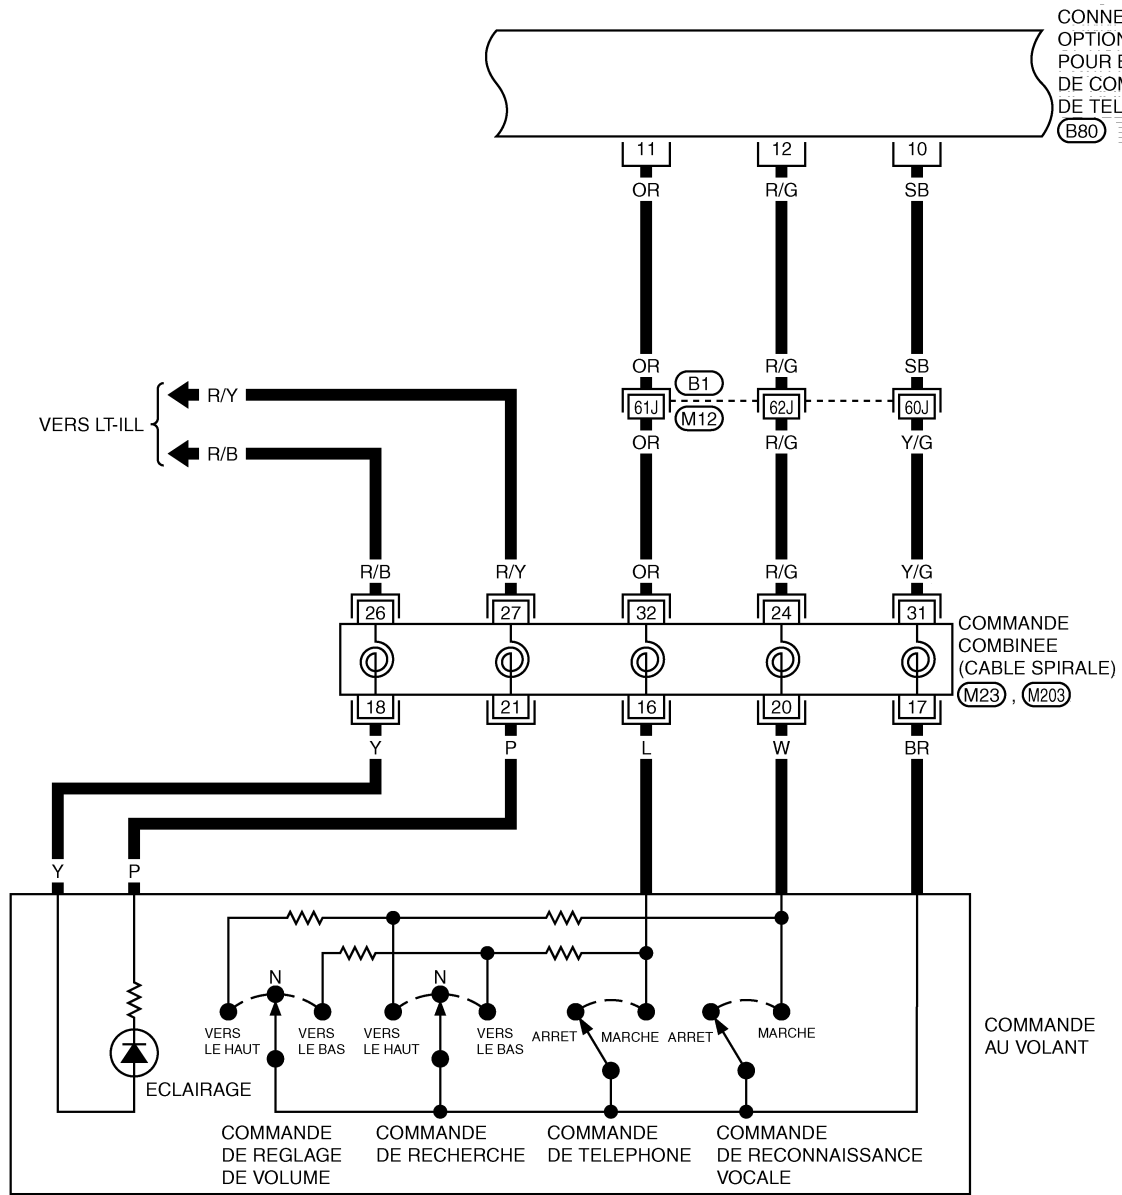 CONNE
OPTION
POUR
DE COM
DE TEL
B80
11 12 10
OR R/G SB
OR R/G SB
B1
61J 62J 60J
M12
OR R/G Y/G
R/Y
VERS LT-ILL
R/B
R/B R/Y OR R/G Y/G
26 27 32 24 31
COMMANDE
COMBINEE
(CABLE SPIRALE)
M23 , M203
18 21 16 20 17
Y P L W BR
Y P
N N
VERS
LE HAUT
VERS
LE BAS
VERS
LE HAUT
VERS
LE BAS
ARRET MARCHE
ARRET MARCHE
COMMANDE
AU VOLANT
ECLAIRAGE
COMMANDE
DE REGLAGE
DE VOLUME
COMMANDE
DE RECHERCHE
COMMANDE
DE TELEPHONE
COMMANDE
DE RECONNAISSANCE
VOCALE